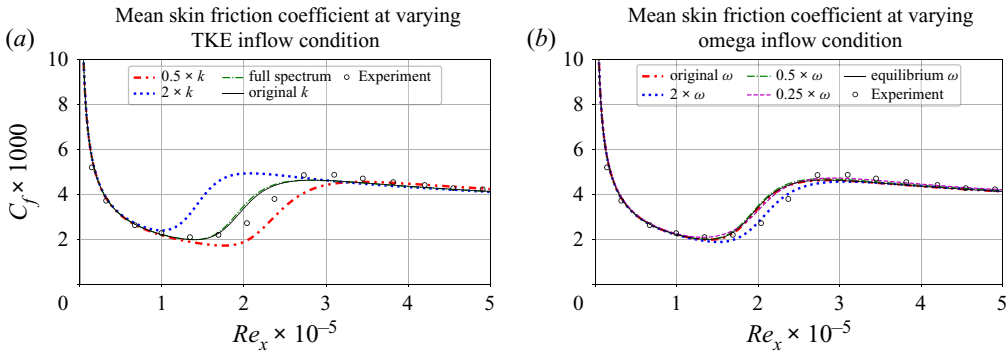 Mean skin friction coefficient at varying
TKE inflow condition
(a)
10
8
6
4
2
0
C_f × 1000
0.5 × k
2 × k
full spectrum
original k
Experiment
1
2
3
4
5
Re_x × 10^−5
Mean skin friction coefficient at varying
omega inflow condition
(b)
10
8
6
4
2
0
original ω
2 × ω
0.5 × ω
0.25 × ω
equilibrium ω
Experiment
1
2
3
4
5
Re_x × 10^−5